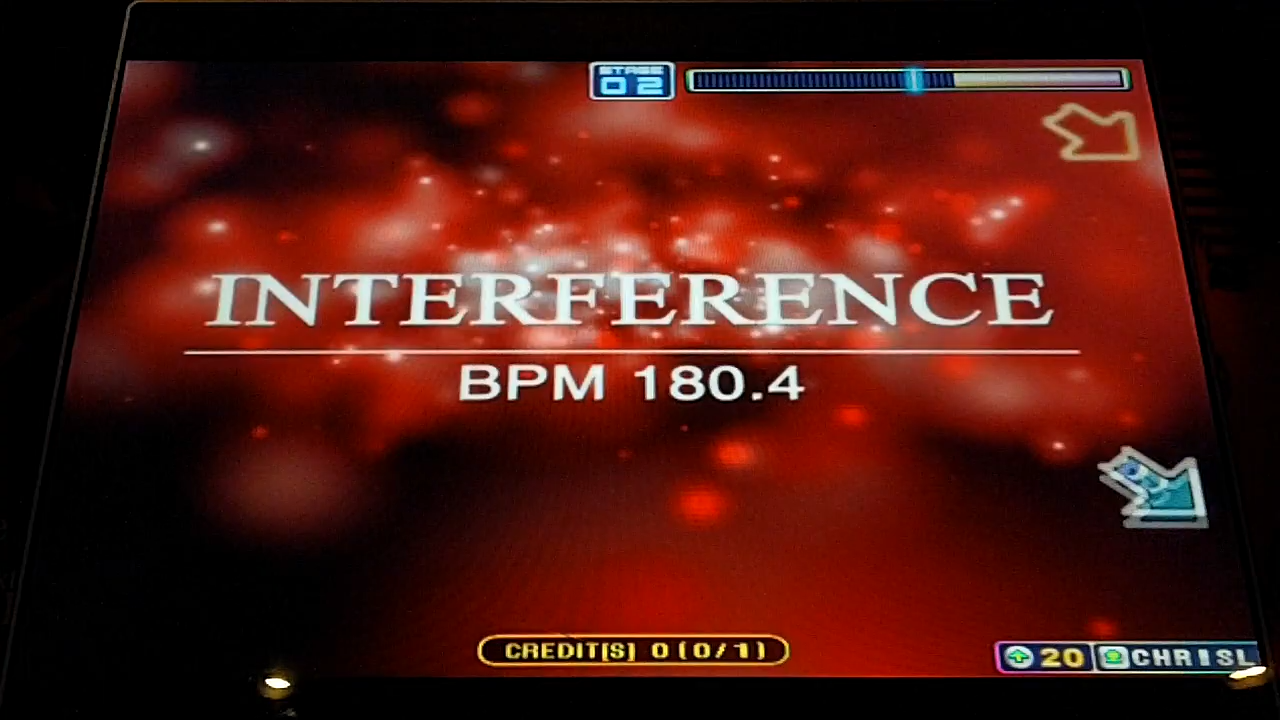 STAGE
02
INTERFERENCE
BPM 180.4
CREDIT[S] 0 (0/1)
20 CHRISL